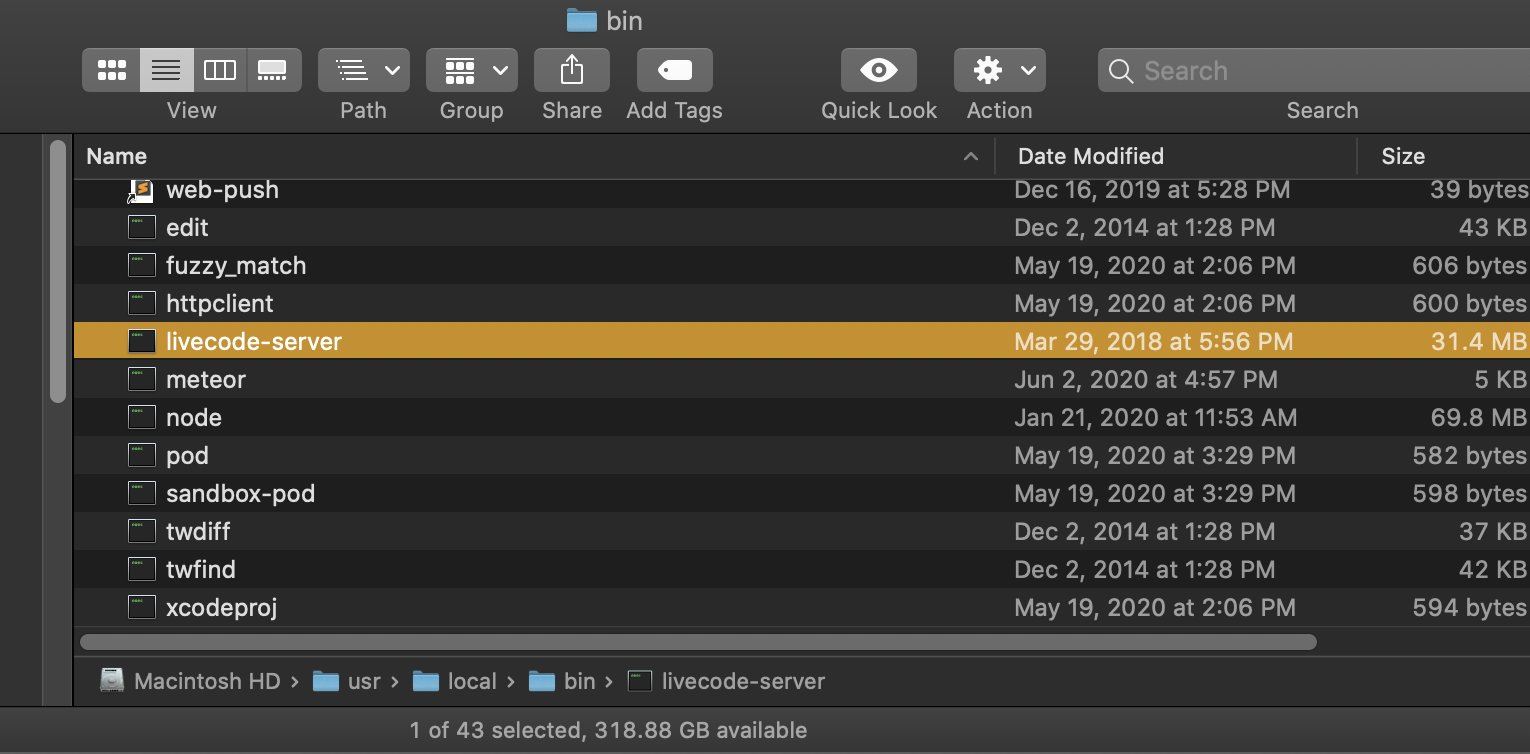 bin
View Path Group Share Add Tags Quick Look Action Search Search
Name Date Modified Size
web-push Dec 16, 2019 at 5:28 PM 39 bytes
edit Dec 2, 2014 at 1:28 PM 43 KB
fuzzy_match May 19, 2020 at 2:06 PM 606 bytes
httpclient May 19, 2020 at 2:06 PM 600 bytes
livecode-server Mar 29, 2018 at 5:56 PM 31.4 MB
meteor Jun 2, 2020 at 4:57 PM 5 KB
node Jan 21, 2020 at 11:53 AM 69.8 MB
pod May 19, 2020 at 3:29 PM 582 bytes
sandbox-pod May 19, 2020 at 3:29 PM 598 bytes
twdiff Dec 2, 2014 at 1:28 PM 37 KB
twfind Dec 2, 2014 at 1:28 PM 42 KB
xcodeproj May 19, 2020 at 2:06 PM 594 bytes
Macintosh HD › usr › local › bin › livecode-server
1 of 43 selected, 318.88 GB available